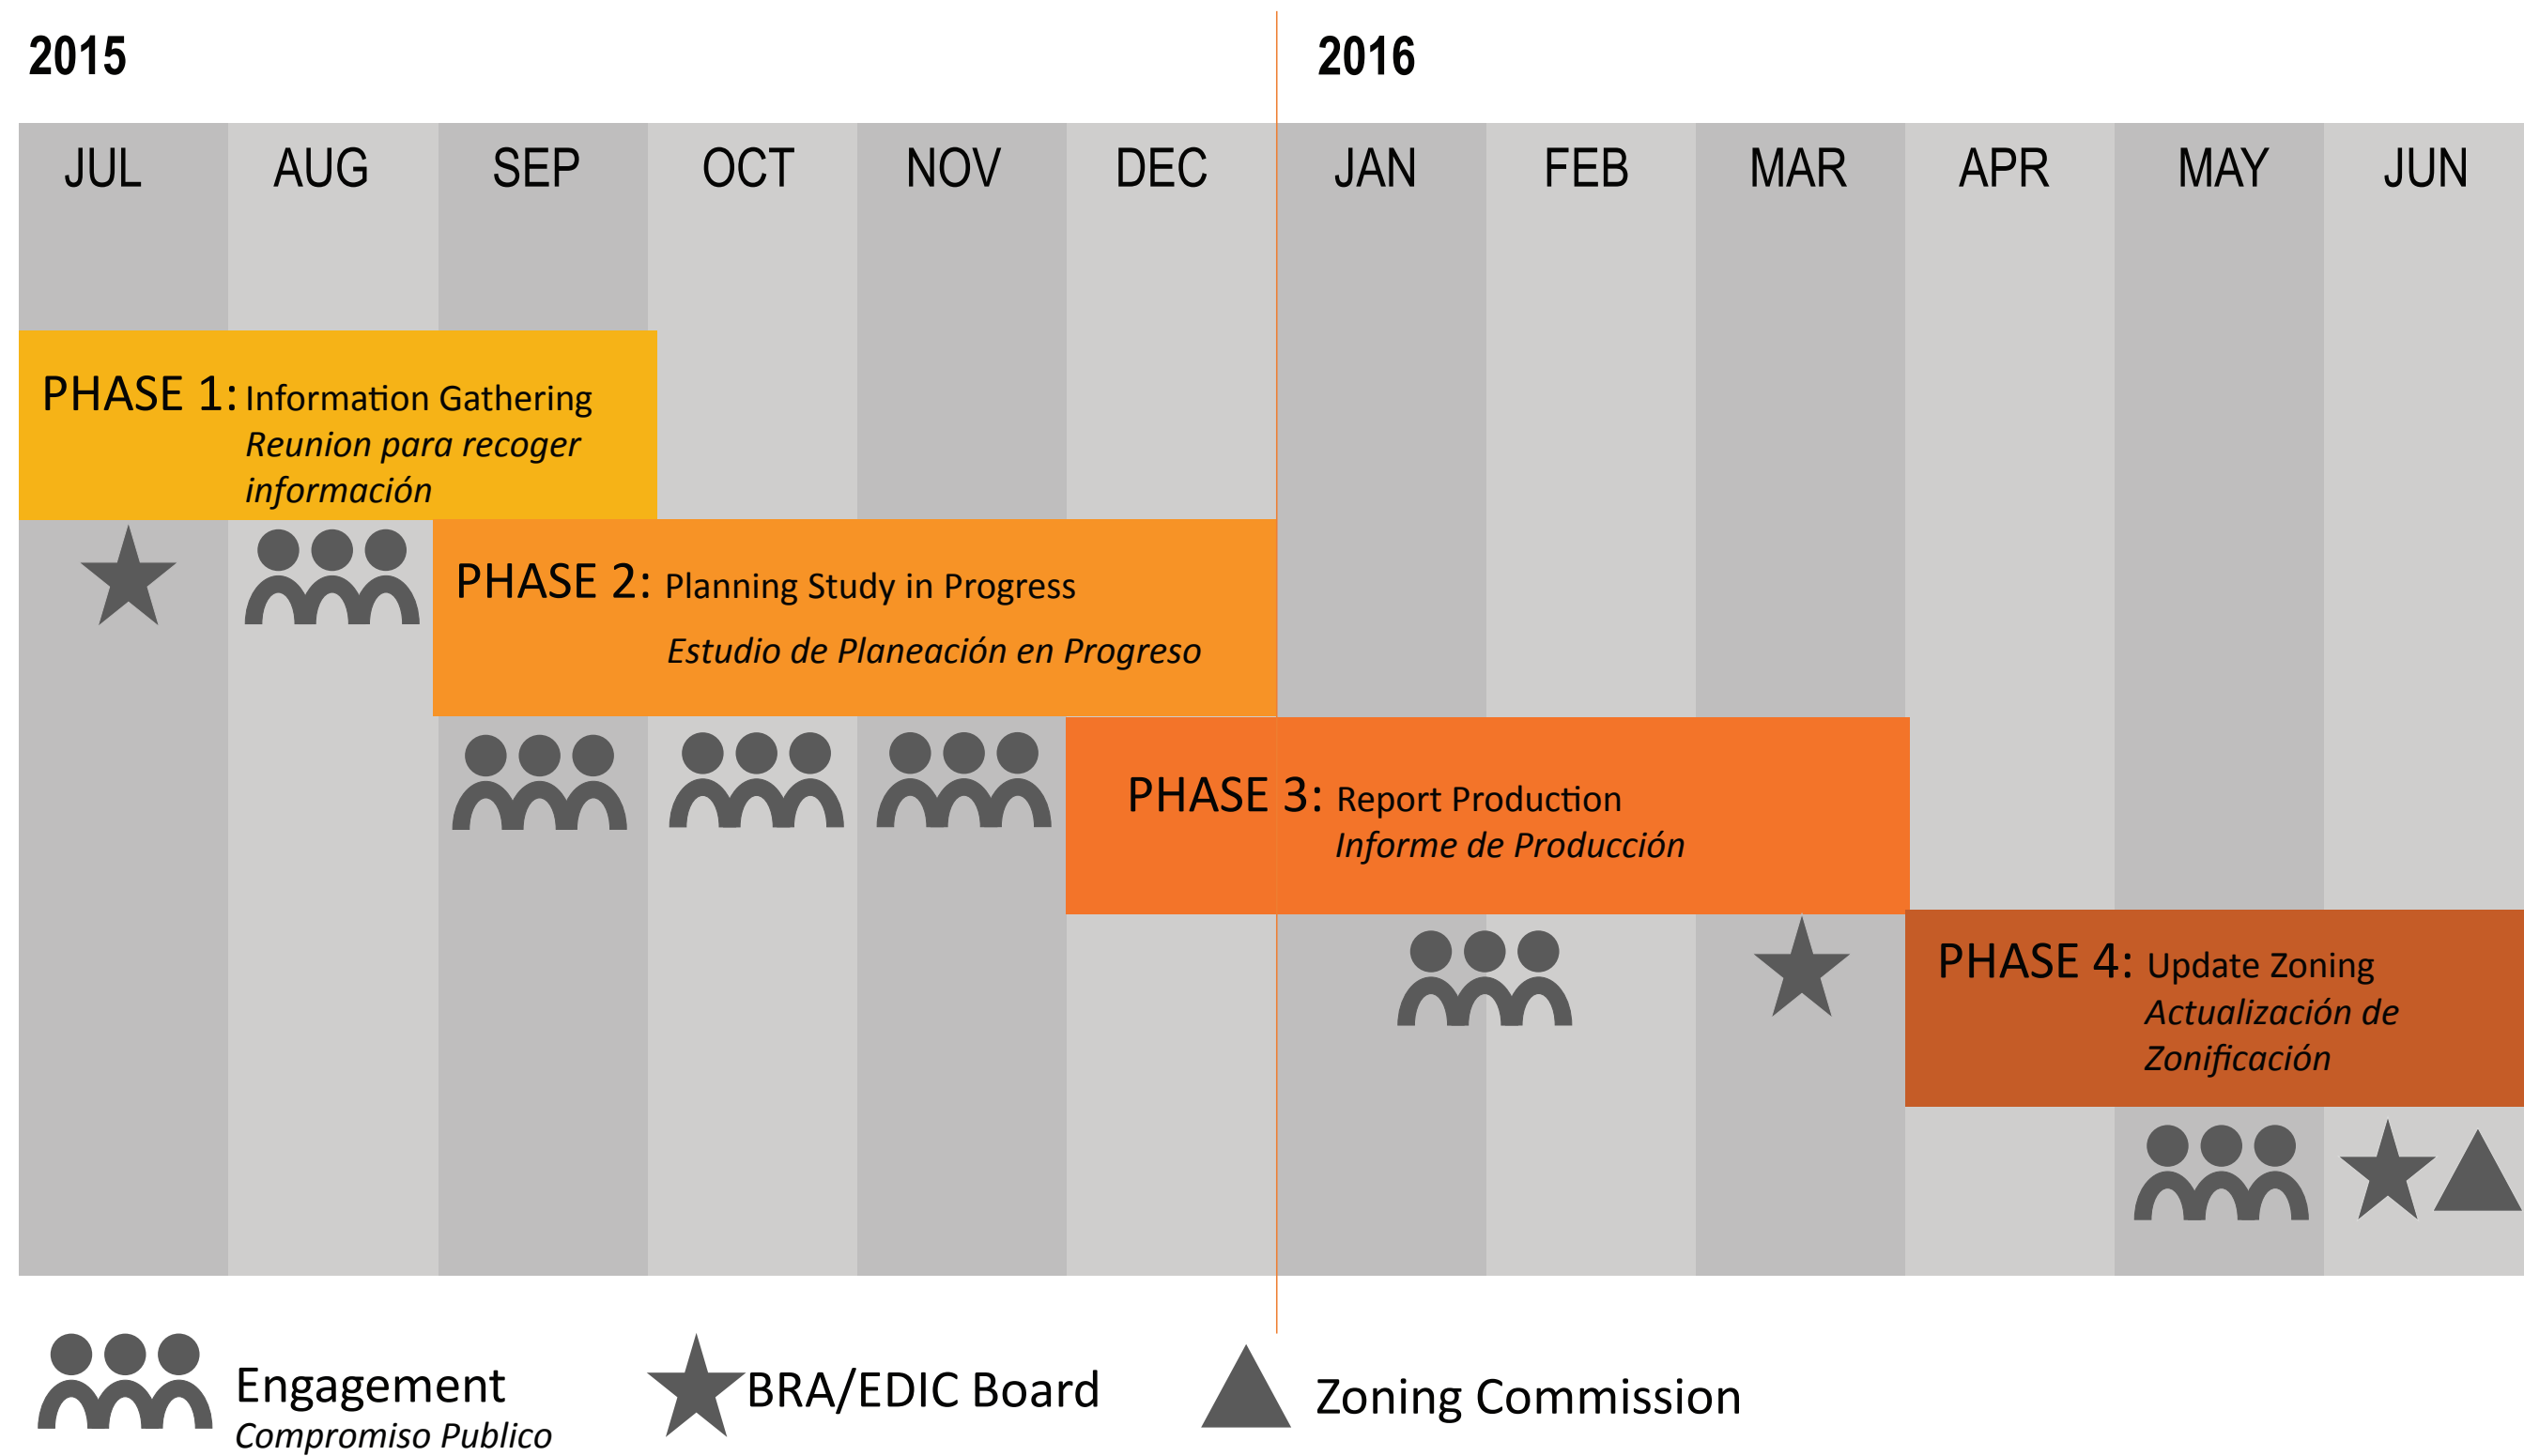 2015 2016
JUL AUG SEP OCT NOV DEC JAN FEB MAR APR MAY JUN
PHASE 1: Information Gathering
Reunion para recoger
información
PHASE 2: Planning Study in Progress
Estudio de Planeación en Progreso
PHASE 3: Report Production
Informe de Producción
PHASE 4: Update Zoning
Actualización de
Zonificación
Engagement
Compromiso Publico
BRA/EDIC Board
Zoning Commission